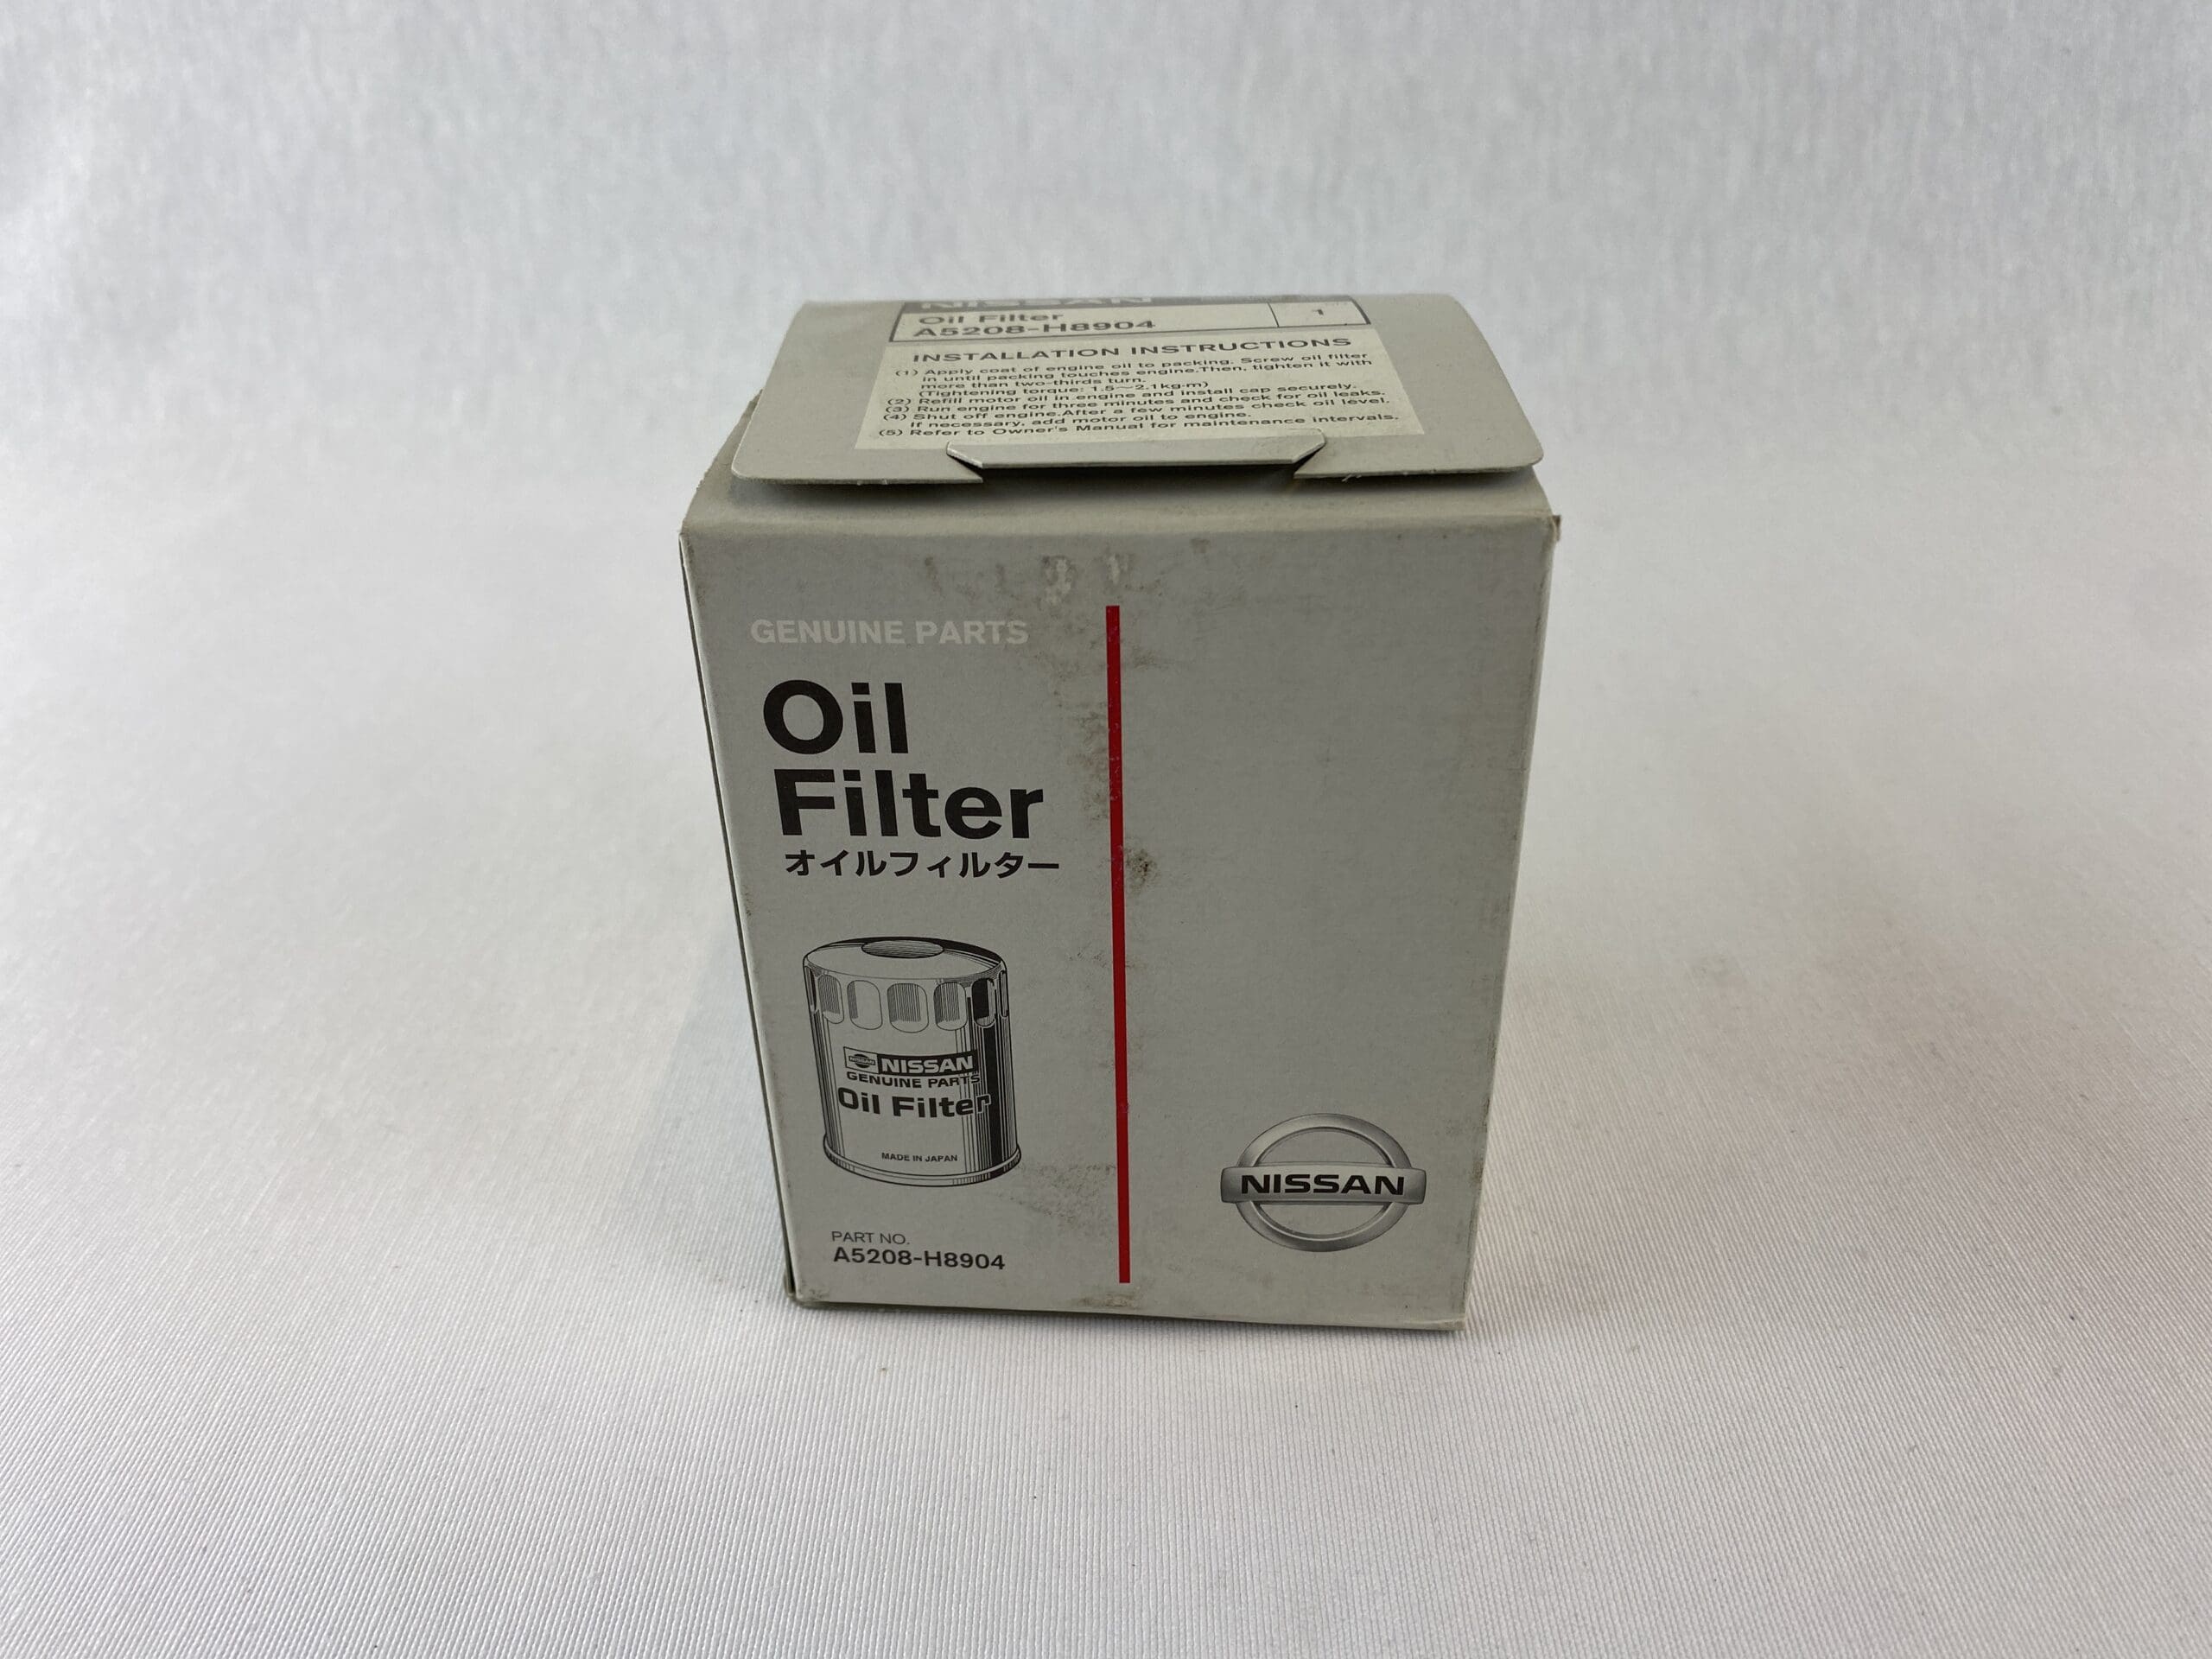 NISSAN
Oil Filter
A5208-H8904
1
INSTALLATION INSTRUCTIONS
(1) Apply coat of engine oil to packing. Screw oil filter
in until packing touches engine.Then, tighten it with
more than two-thirds turn.
(Tightening torque: 1.5～2.1kg·m)
(2) Refill motor oil in engine and install cap securely.
(3) Run engine for three minutes and check for oil leaks.
(4) Shut off engine.After a few minutes check oil level.
If necessary, add motor oil to engine.
(5) Refer to Owner's Manual for maintenance intervals.
GENUINE PARTS
Oil
Filter
オイルフィルター
NISSAN
NISSAN
GENUINE PARTS
Oil Filter
MADE IN JAPAN
PART NO.
A5208-H8904
NISSAN